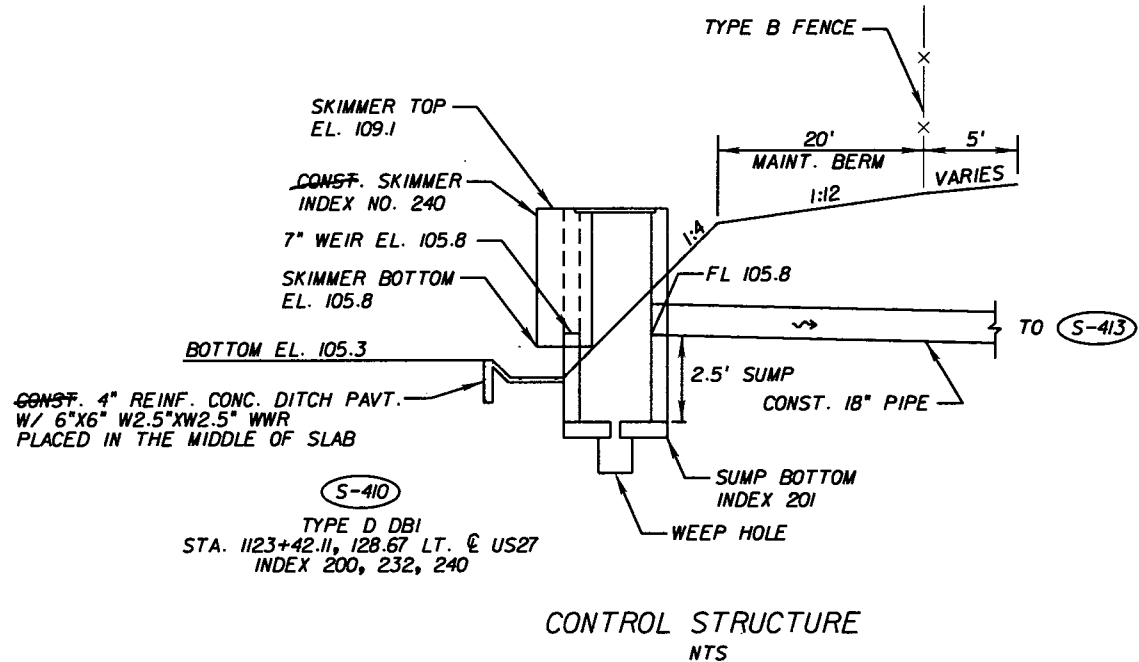 TYPE B FENCE
SKIMMER TOP
EL. 109.1
CONST. SKIMMER
INDEX NO. 240
7" WEIR EL. 105.8
SKIMMER BOTTOM
EL. 105.8
BOTTOM EL. 105.3
CONST. 4" REINF. CONC. DITCH PAVT.
W/ 6"X6" W2.5"XW2.5" WWR
PLACED IN THE MIDDLE OF SLAB
20'
5'
MAINT. BERM
VARIES
1:12
1:4
FL 105.8
TO S-413
2.5' SUMP
CONST. 18" PIPE
SUMP BOTTOM
INDEX 201
WEEP HOLE
S-410
TYPE D DBI
STA. 1123+42.11, 128.67 LT. ℄ US27
INDEX 200, 232, 240
CONTROL STRUCTURE
NTS